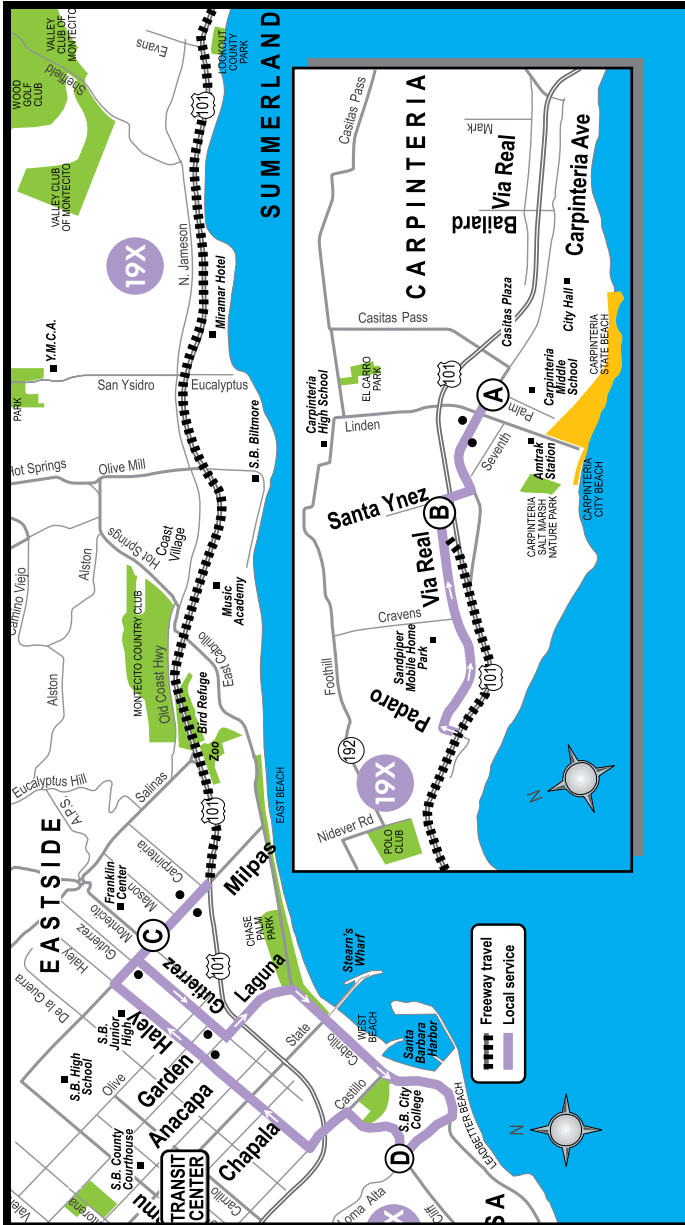 SUMMERLAND
VALLEY
CLUB OF
MONTECITO
Sheffield
WOOD
GOLF
CLUB
VALLEY CLUB
OF MONTECITO
Evans
LOOKOUT
COUNTY
PARK
101
19X
N. Jameson
Miramar Hotel
Y.M.C.A.
PARK
San Ysidro
Eucalyptus
Hot Springs
Olive Mill
S.B. Biltmore
Hot Springs
Coast
Village
Camino Viejo
Alston
Alston
MONTECITO COUNTRY CLUB
Old Coast Hwy
Music
Academy
East Cabrillo
Bird Refuge
Zoo
101
Eucalyptus Hill
A.P.S.
Salinas
EAST BEACH
EASTSIDE
Franklin
Center
Carpinteria
Mason
Montecito
Gutierrez
Haley
De la Guerra
C
Milpas
Gutierrez
Laguna
CHASE
PALM
PARK
101
S.B.
Junior
High
Haley
S.B. High
School
Olive
Garden
Anacapa
Chapala
State
Cabrillo
WEST
BEACH
Stearn's
Wharf
Santa
Barbara
Harbor
Castillo
S.B. City
College
LEADBETTER BEACH
D
S.B. County
Courthouse
TRANSIT
CENTER
Carrillo
Loma Alta
Cliff
Freeway travel
Local service
N
CARPINTERIA
Casitas Pass
Mark
Via Real
Ballard
Carpinteria Ave
Casitas Pass
Casitas Plaza
City Hall
CARPINTERIA
STATE BEACH
101
Carpinteria
High School
EL CARRO
PARK
A
Carpinteria
Middle
School
Palm
Linden
Seventh
Amtrak
Station
CARPINTERIA
CITY BEACH
CARPINTERIA
SALT MARSH
NATURE PARK
Santa Ynez
B
Via Real
Cravens
Sandpiper
Mobile Home
Park
Foothill
192
Padaro
101
19X
Nidever Rd
POLO
CLUB
N